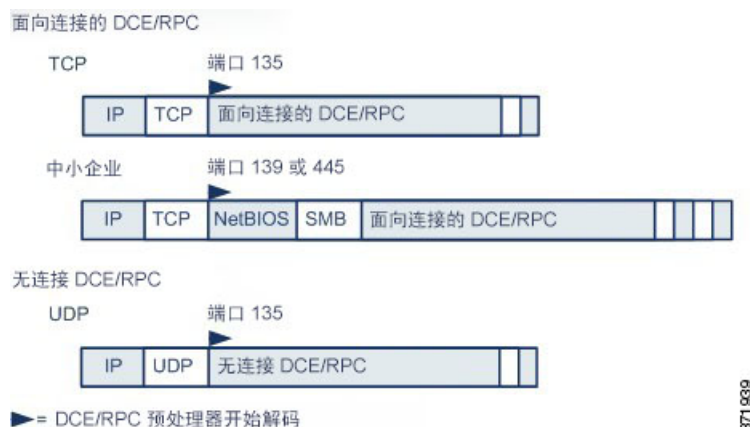 面向连接的 DCE/RPC
TCP 端口 135
IP TCP 面向连接的 DCE/RPC
中小企业 端口 139 或 445
IP TCP NetBIOS SMB 面向连接的 DCE/RPC
无连接 DCE/RPC
UDP 端口 135
IP UDP 无连接 DCE/RPC
= DCE/RPC 预处理器开始解码
371939